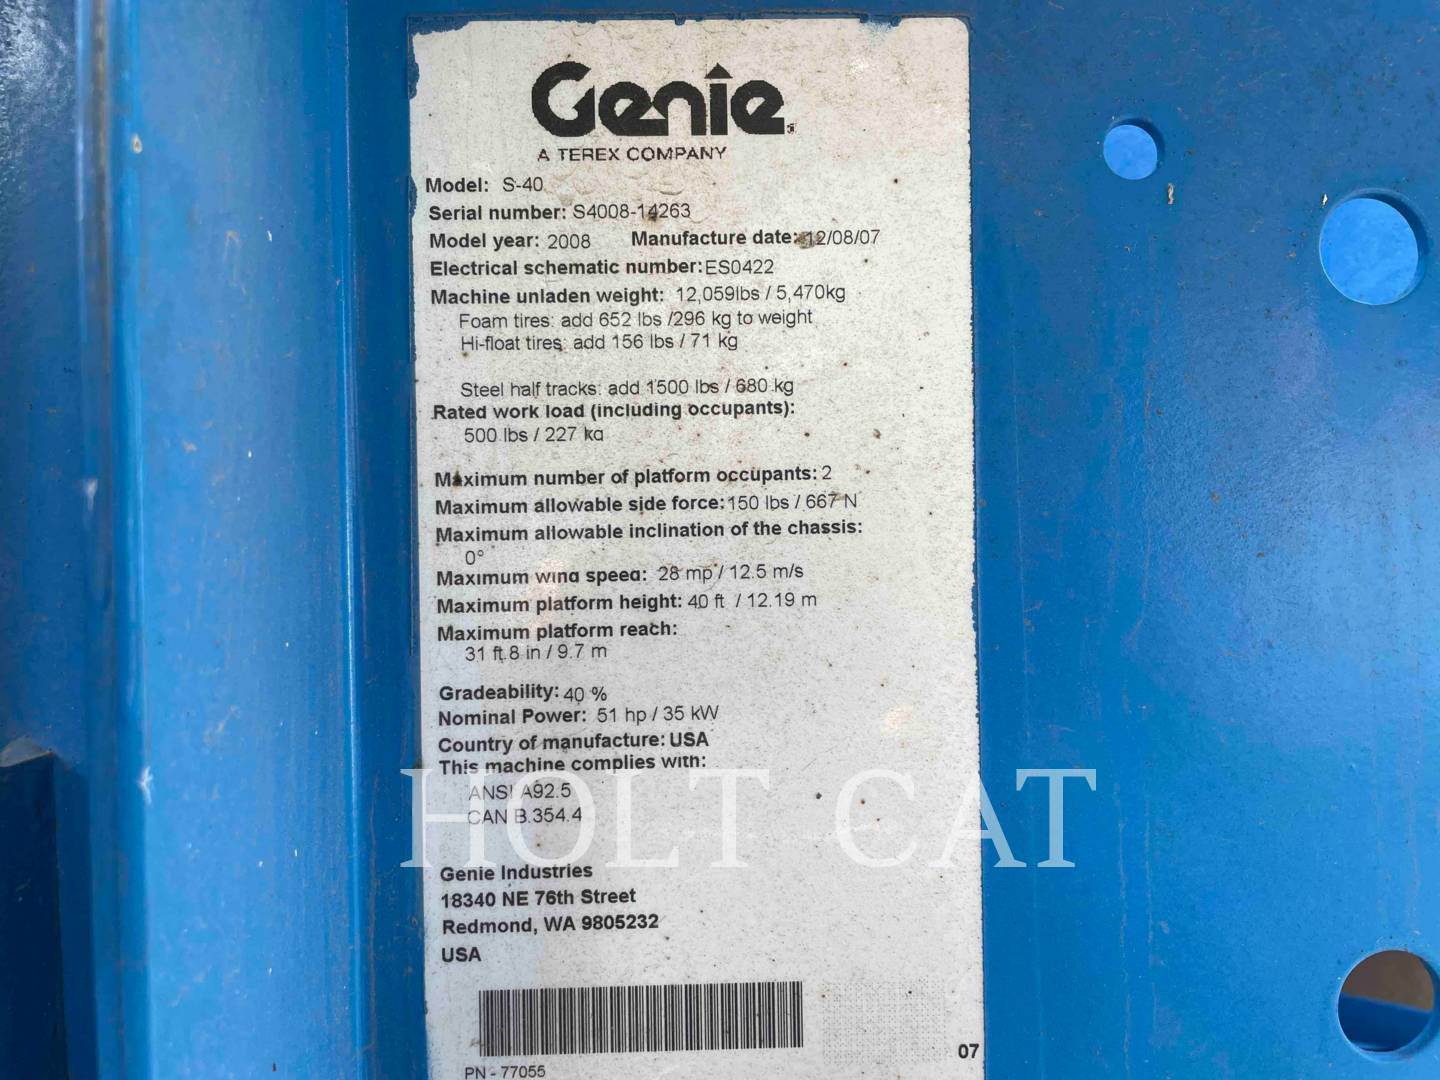 Genie
A TEREX COMPANY
Model: S-40
Serial number: S4008-14263
Model year: 2008 Manufacture date: 12/08/07
Electrical schematic number: ES0422
Machine unladen weight: 12,059lbs / 5,470kg
Foam tires: add 652 lbs /296 kg to weight
Hi-float tires: add 156 lbs / 71 kg
Steel half tracks: add 1500 lbs / 680 kg
Rated work load (including occupants):
500 lbs / 227 kg
Maximum number of platform occupants: 2
Maximum allowable side force: 150 lbs / 667 N
Maximum allowable inclination of the chassis:
0°
Maximum wind speed: 28 mp / 12.5 m/s
Maximum platform height: 40 ft / 12.19 m
Maximum platform reach:
31 ft 8 in / 9.7 m
Gradeability: 40 %
Nominal Power: 51 hp / 35 kW
Country of manufacture: USA
This machine complies with:
ANSI A92.5
CAN B.354.4
HOLT CAT
Genie Industries
18340 NE 76th Street
Redmond, WA 9805232
USA
07
PN - 77055